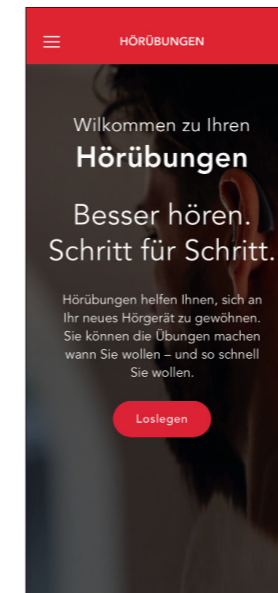 HÖRÜBUNGEN
Wilkommen zu Ihren
Hörübungen
Besser hören.
Schritt für Schritt.
Hörübungen helfen Ihnen, sich an
Ihr neues Hörgerät zu gewöhnen.
Sie können die Übungen machen
wann Sie wollen – und so schnell
Sie wollen.
Loslegen